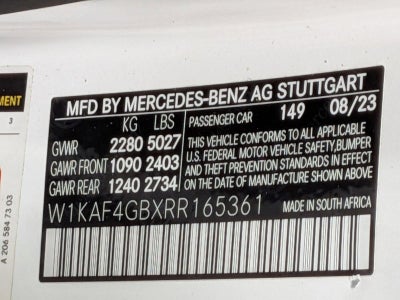 MFD BY MERCEDES-BENZ AG STUTTGART
KG LBS PASSENGER CAR 149 08/23
GVWR 2280 5027
GAWR FRONT 1090 2403
GAWR REAR 1240 2734
THIS VEHICLE CONFORMS TO ALL APPLICABLE
U.S. FEDERAL MOTOR VEHICLE SAFETY,BUMPER
AND THEFT PREVENTION STANDARDS IN EFFECT
ON THE DATE OF MANUFACTURE SHOWN ABOVE
W1KAF4GBXRR165361 MADE IN SOUTH AFRICA
MENT
3
A 206 584 73 03